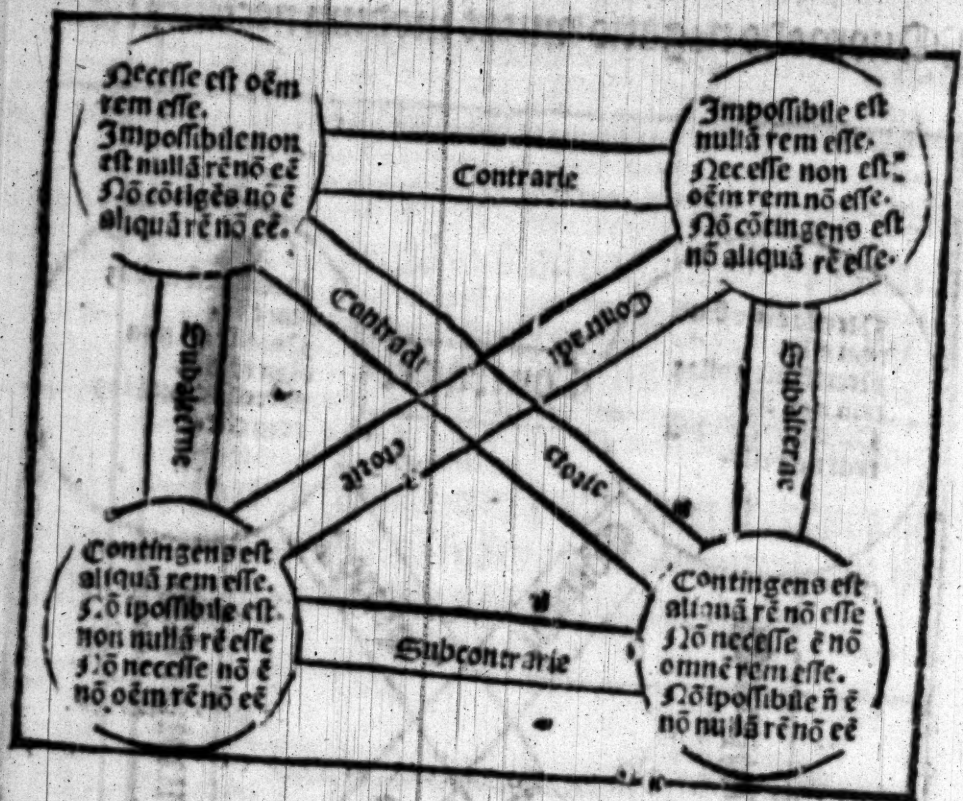 Necesse est oēm
rem esse.
Impossibile non
est nullā rē nō eē
Nō cōtigēs nō ē
aliquā rē nō eē.
Contrarie
Impossibile est
nullā rem esse.
Necesse non est:
oēm rem nō esse.
Nō cōtingens est
nō aliquā rē esse.
Contradi
Contradi
Subalterne
Subalterne
ctorie
ctorie
Contingens est
aliquā rem esse.
Nō ipossibile est
non nullā rē esse
Nō necesse nō ē
nō oēm rē nō eē
Subcontrarie
Contingens est
aliquā rē nō esse
Nō necesse ē nō
omnē rem esse.
Nō ipossibile n̄ ē
nō nullā rē nō eē